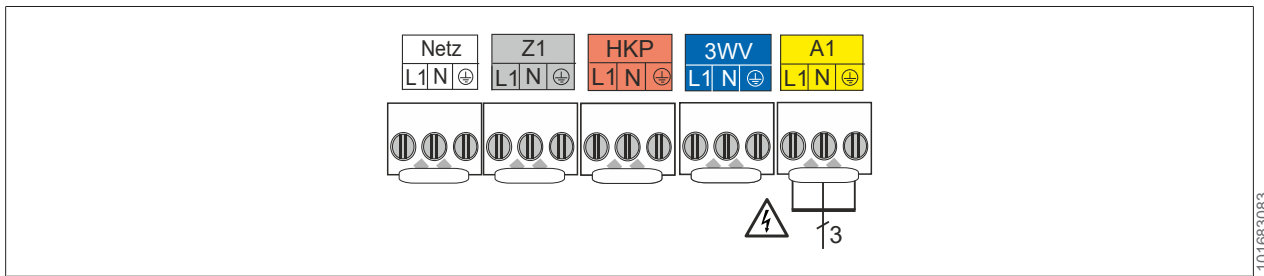 Netz Z1 HKP 3WV A1
L1 N ⏚ L1 N ⏚ L1 N ⏚ L1 N ⏚ L1 N ⏚
3
101683083